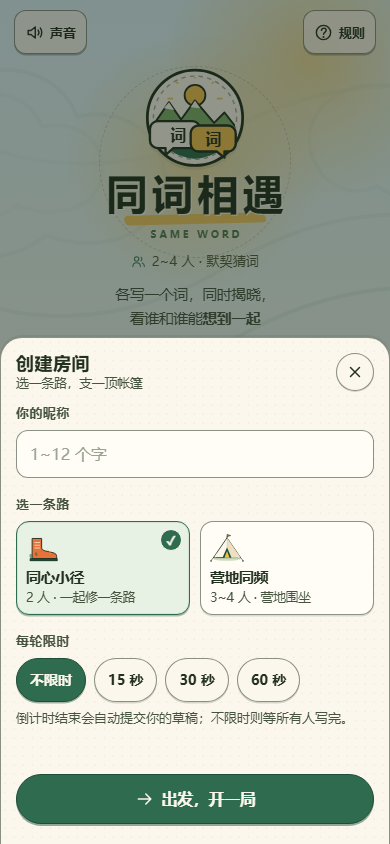 声音
规则
词
词
同词相遇
SAME WORD
2~4 人 · 默契猜词
各写一个词，同时揭晓，
看谁和谁能想到一起
创建房间
选一条路，支一顶帐篷
你的昵称
1~12 个字
选一条路
同心小径
2 人 · 一起修一条路
营地同频
3~4 人 · 营地围坐
每轮限时
不限时
15 秒
30 秒
60 秒
倒计时结束会自动提交你的草稿；不限时则等所有人写完。
出发，开一局